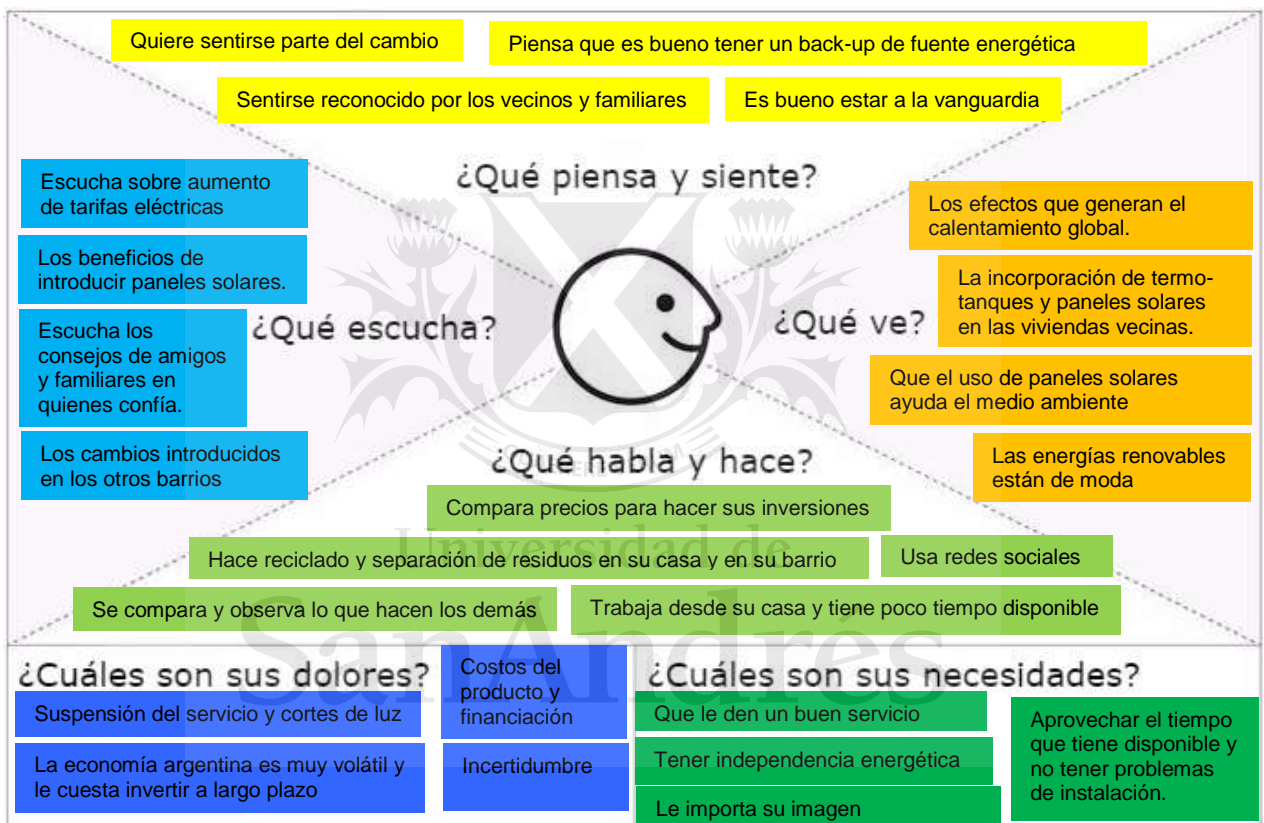 Quiere sentirse parte del cambio
Piensa que es bueno tener un back-up de fuente energética
Sentirse reconocido por los vecinos y familiares
Es bueno estar a la vanguardia
¿Qué piensa y siente?
Escucha sobre aumento
de tarifas eléctricas
Los beneficios de
introducir paneles solares.
Escucha los
consejos de amigos
y familiares en
quienes confía.
Los cambios introducidos
en los otros barrios
¿Qué escucha?
¿Qué ve?
Los efectos que generan el
calentamiento global.
La incorporación de termo-
tanques y paneles solares
en las viviendas vecinas.
Que el uso de paneles solares
ayuda el medio ambiente
Las energías renovables
están de moda
¿Qué habla y hace?
Compara precios para hacer sus inversiones
Hace reciclado y separación de residuos en su casa y en su barrio
Usa redes sociales
Se compara y observa lo que hacen los demás
Trabaja desde su casa y tiene poco tiempo disponible
Universidad de
SanAndrés
¿Cuáles son sus dolores?
Suspensión del servicio y cortes de luz
La economía argentina es muy volátil y
le cuesta invertir a largo plazo
Costos del
producto y
financiación
Incertidumbre
¿Cuáles son sus necesidades?
Que le den un buen servicio
Tener independencia energética
Le importa su imagen
Aprovechar el tiempo
que tiene disponible y
no tener problemas
de instalación.